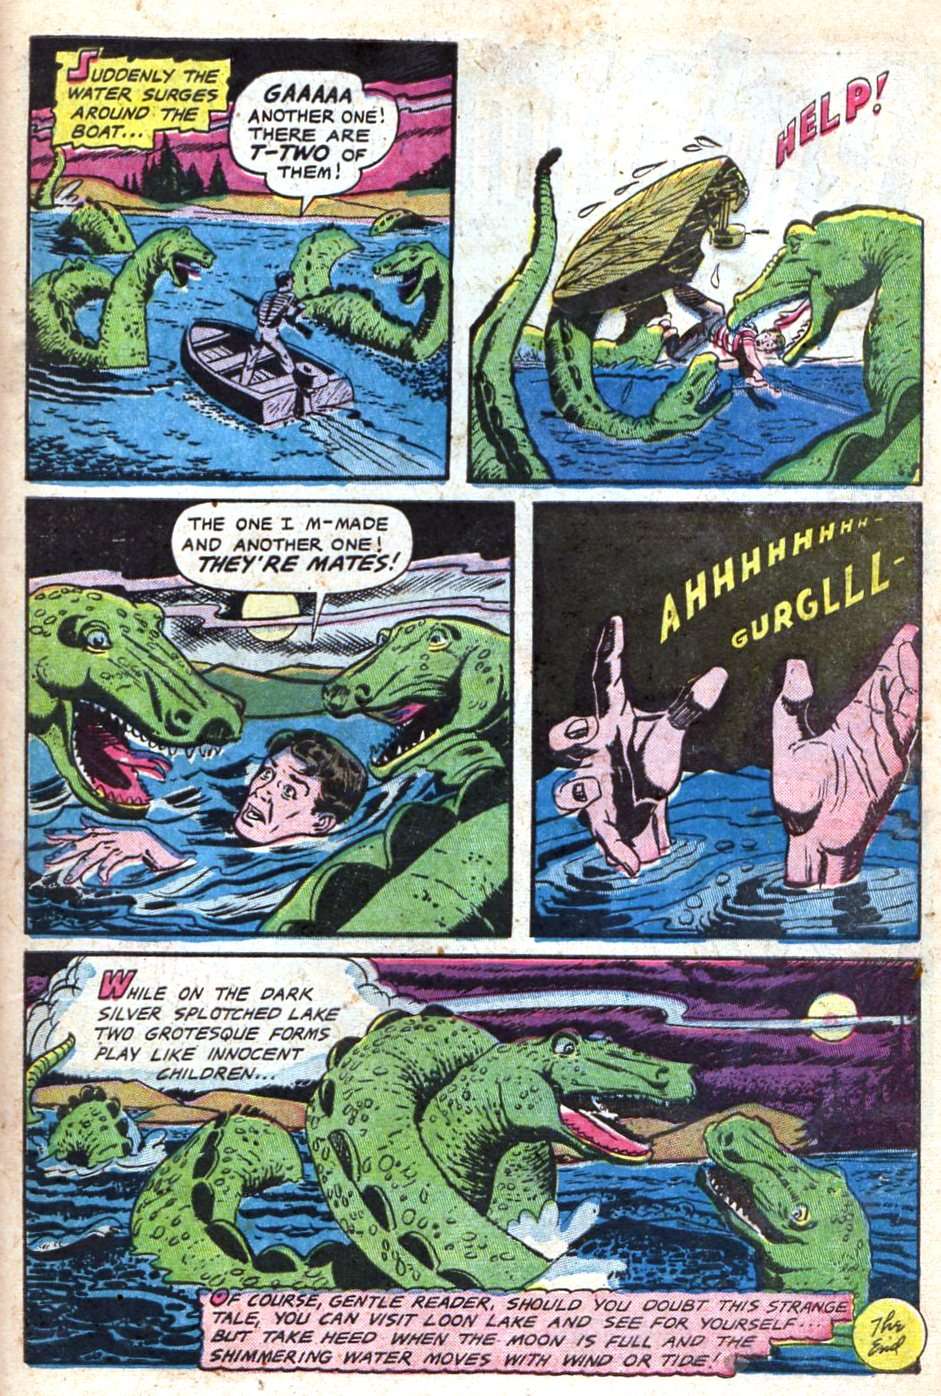 SUDDENLY THE
WATER SURGES
AROUND THE
BOAT...
GAAAAA
ANOTHER ONE!
THERE ARE
T-TWO OF
THEM!
HELP!
THE ONE I M-MADE
AND ANOTHER ONE!
THEY'RE MATES!
AHHHHHHHH-
GURGLLL-
WHILE ON THE DARK
SILVER SPLOTCHED LAKE
TWO GROTESQUE FORMS
PLAY LIKE INNOCENT
CHILDREN...
OF COURSE, GENTLE READER, SHOULD YOU DOUBT THIS STRANGE
TALE, YOU CAN VISIT LOON LAKE AND SEE FOR YOURSELF...
BUT TAKE HEED WHEN THE MOON IS FULL AND THE
SHIMMERING WATER MOVES WITH WIND OR TIDE!
The
End